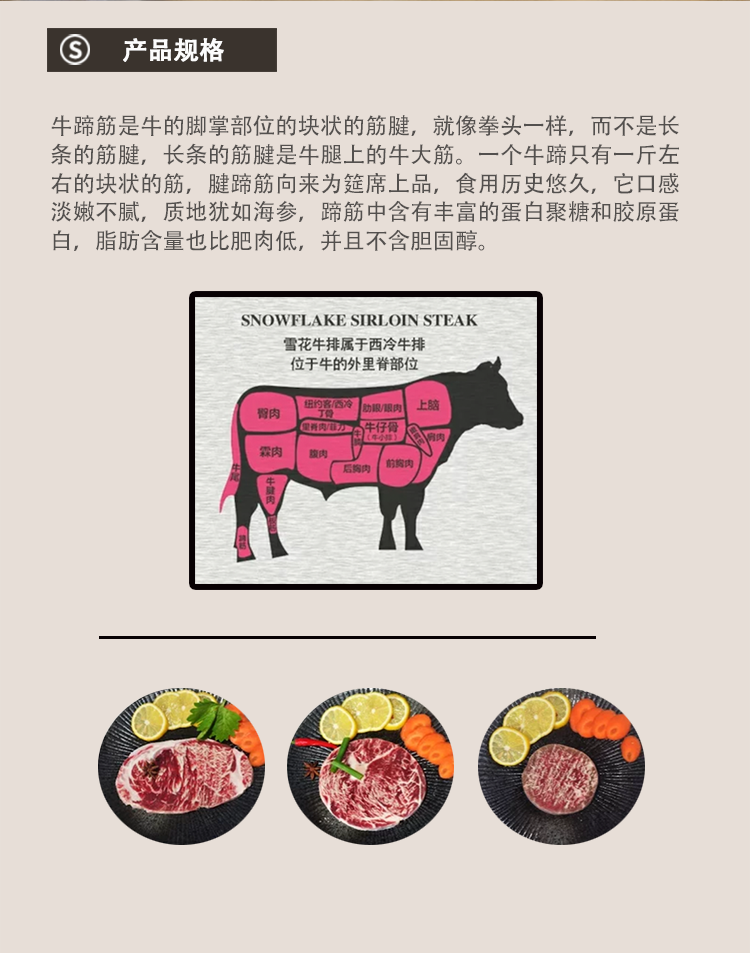 S 产品规格
牛蹄筋是牛的脚掌部位的块状的筋腱，就像拳头一样，而不是长
条的筋腱，长条的筋腱是牛腿上的牛大筋。一个牛蹄只有一斤左
右的块状的筋，腱蹄筋向来为筵席上品，食用历史悠久，它口感
淡嫩不腻，质地犹如海参，蹄筋中含有丰富的蛋白聚糖和胶原蛋
白，脂肪含量也比肥肉低，并且不含胆固醇。
SNOWFLAKE SIRLOIN STEAK
雪花牛排属于西冷牛排
位于牛的外里脊部位
臀肉
纽约客/西冷
丁骨
肋眼/眼肉
上脑
里脊肉/菲力
牛仔骨
（牛小排）
肩肉
霖肉
腹肉
后胸肉
前胸肉
牛尾
牛腱肉